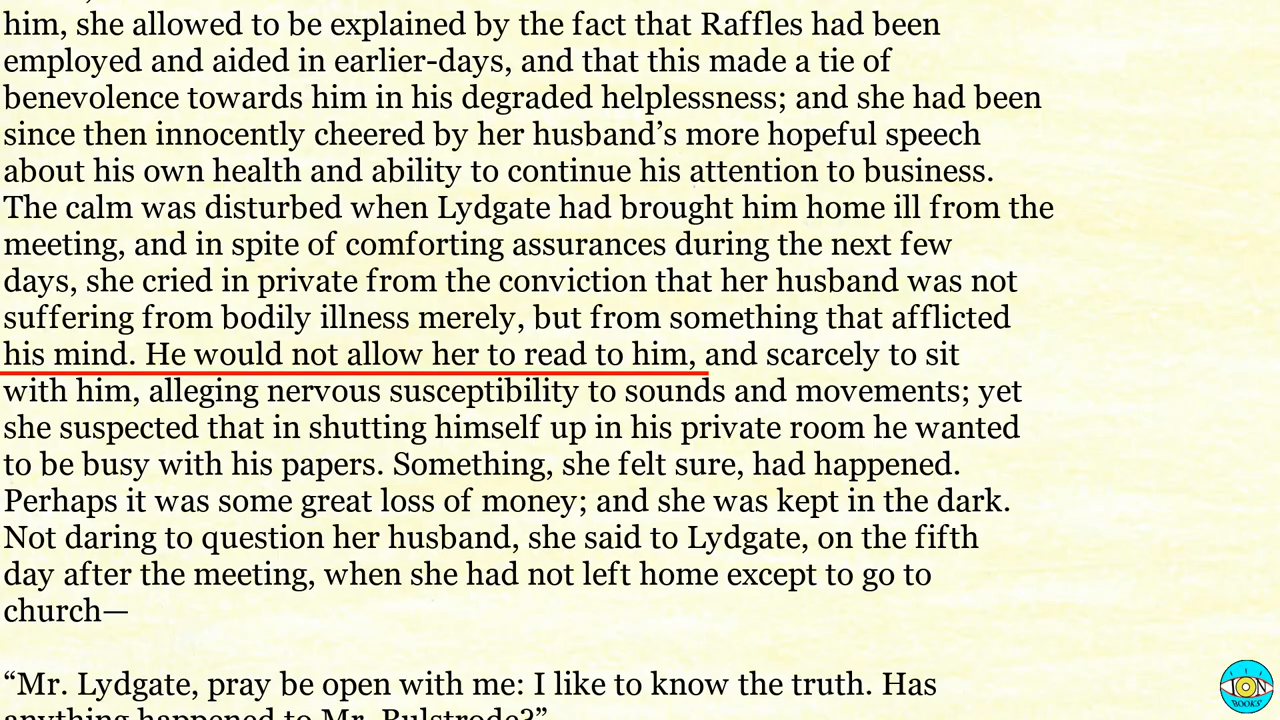 him, she allowed to be explained by the fact that Raffles had been
employed and aided in earlier-days, and that this made a tie of
benevolence towards him in his degraded helplessness; and she had been
since then innocently cheered by her husband’s more hopeful speech
about his own health and ability to continue his attention to business.
The calm was disturbed when Lydgate had brought him home ill from the
meeting, and in spite of comforting assurances during the next few
days, she cried in private from the conviction that her husband was not
suffering from bodily illness merely, but from something that afflicted
his mind. He would not allow her to read to him, and scarcely to sit
with him, alleging nervous susceptibility to sounds and movements; yet
she suspected that in shutting himself up in his private room he wanted
to be busy with his papers. Something, she felt sure, had happened.
Perhaps it was some great loss of money; and she was kept in the dark.
Not daring to question her husband, she said to Lydgate, on the fifth
day after the meeting, when she had not left home except to go to
church—
“Mr. Lydgate, pray be open with me: I like to know the truth. Has
anything happened to Mr. Bulstrode?”
ION
BOOKS